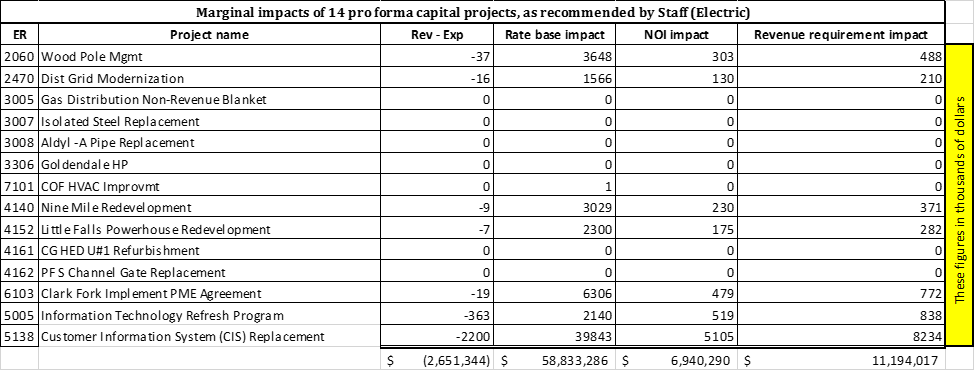 Marginal impacts of 14 pro forma capital projects, as recommended by Staff (Electric)
ER Project name Rev - Exp Rate base impact NOI impact Revenue requirement impact
2060 Wood Pole Mgmt -37 3648 303 488
2470 Dist Grid Modernization -16 1566 130 210
3005 Gas Distribution Non-Revenue Blanket 0 0 0 0
3007 Isolated Steel Replacement 0 0 0 0
3008 Aldyl -A Pipe Replacement 0 0 0 0
3306 Goldendale HP 0 0 0 0
7101 COF HVAC Improvmt 0 1 0 0
4140 Nine Mile Redevelopment -9 3029 230 371
4152 Little Falls Powerhouse Redevelopment -7 2300 175 282
4161 CG HED U#1 Refurbishment 0 0 0 0
4162 PF S Channel Gate Replacement 0 0 0 0
6103 Clark Fork Implement PME Agreement -19 6306 479 772
5005 Information Technology Refresh Program -363 2140 519 838
5138 Customer Information System (CIS) Replacement -2200 39843 5105 8234
$ (2,651,344) $ 58,833,286 $ 6,940,290 $ 11,194,017
These figures in thousands of dollars